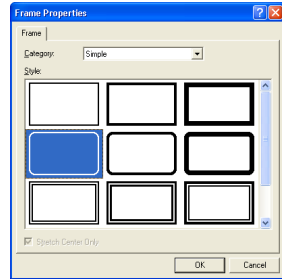 Frame Properties
Frame
Category: Simple
Style:
Stretch Center Only
OK Cancel